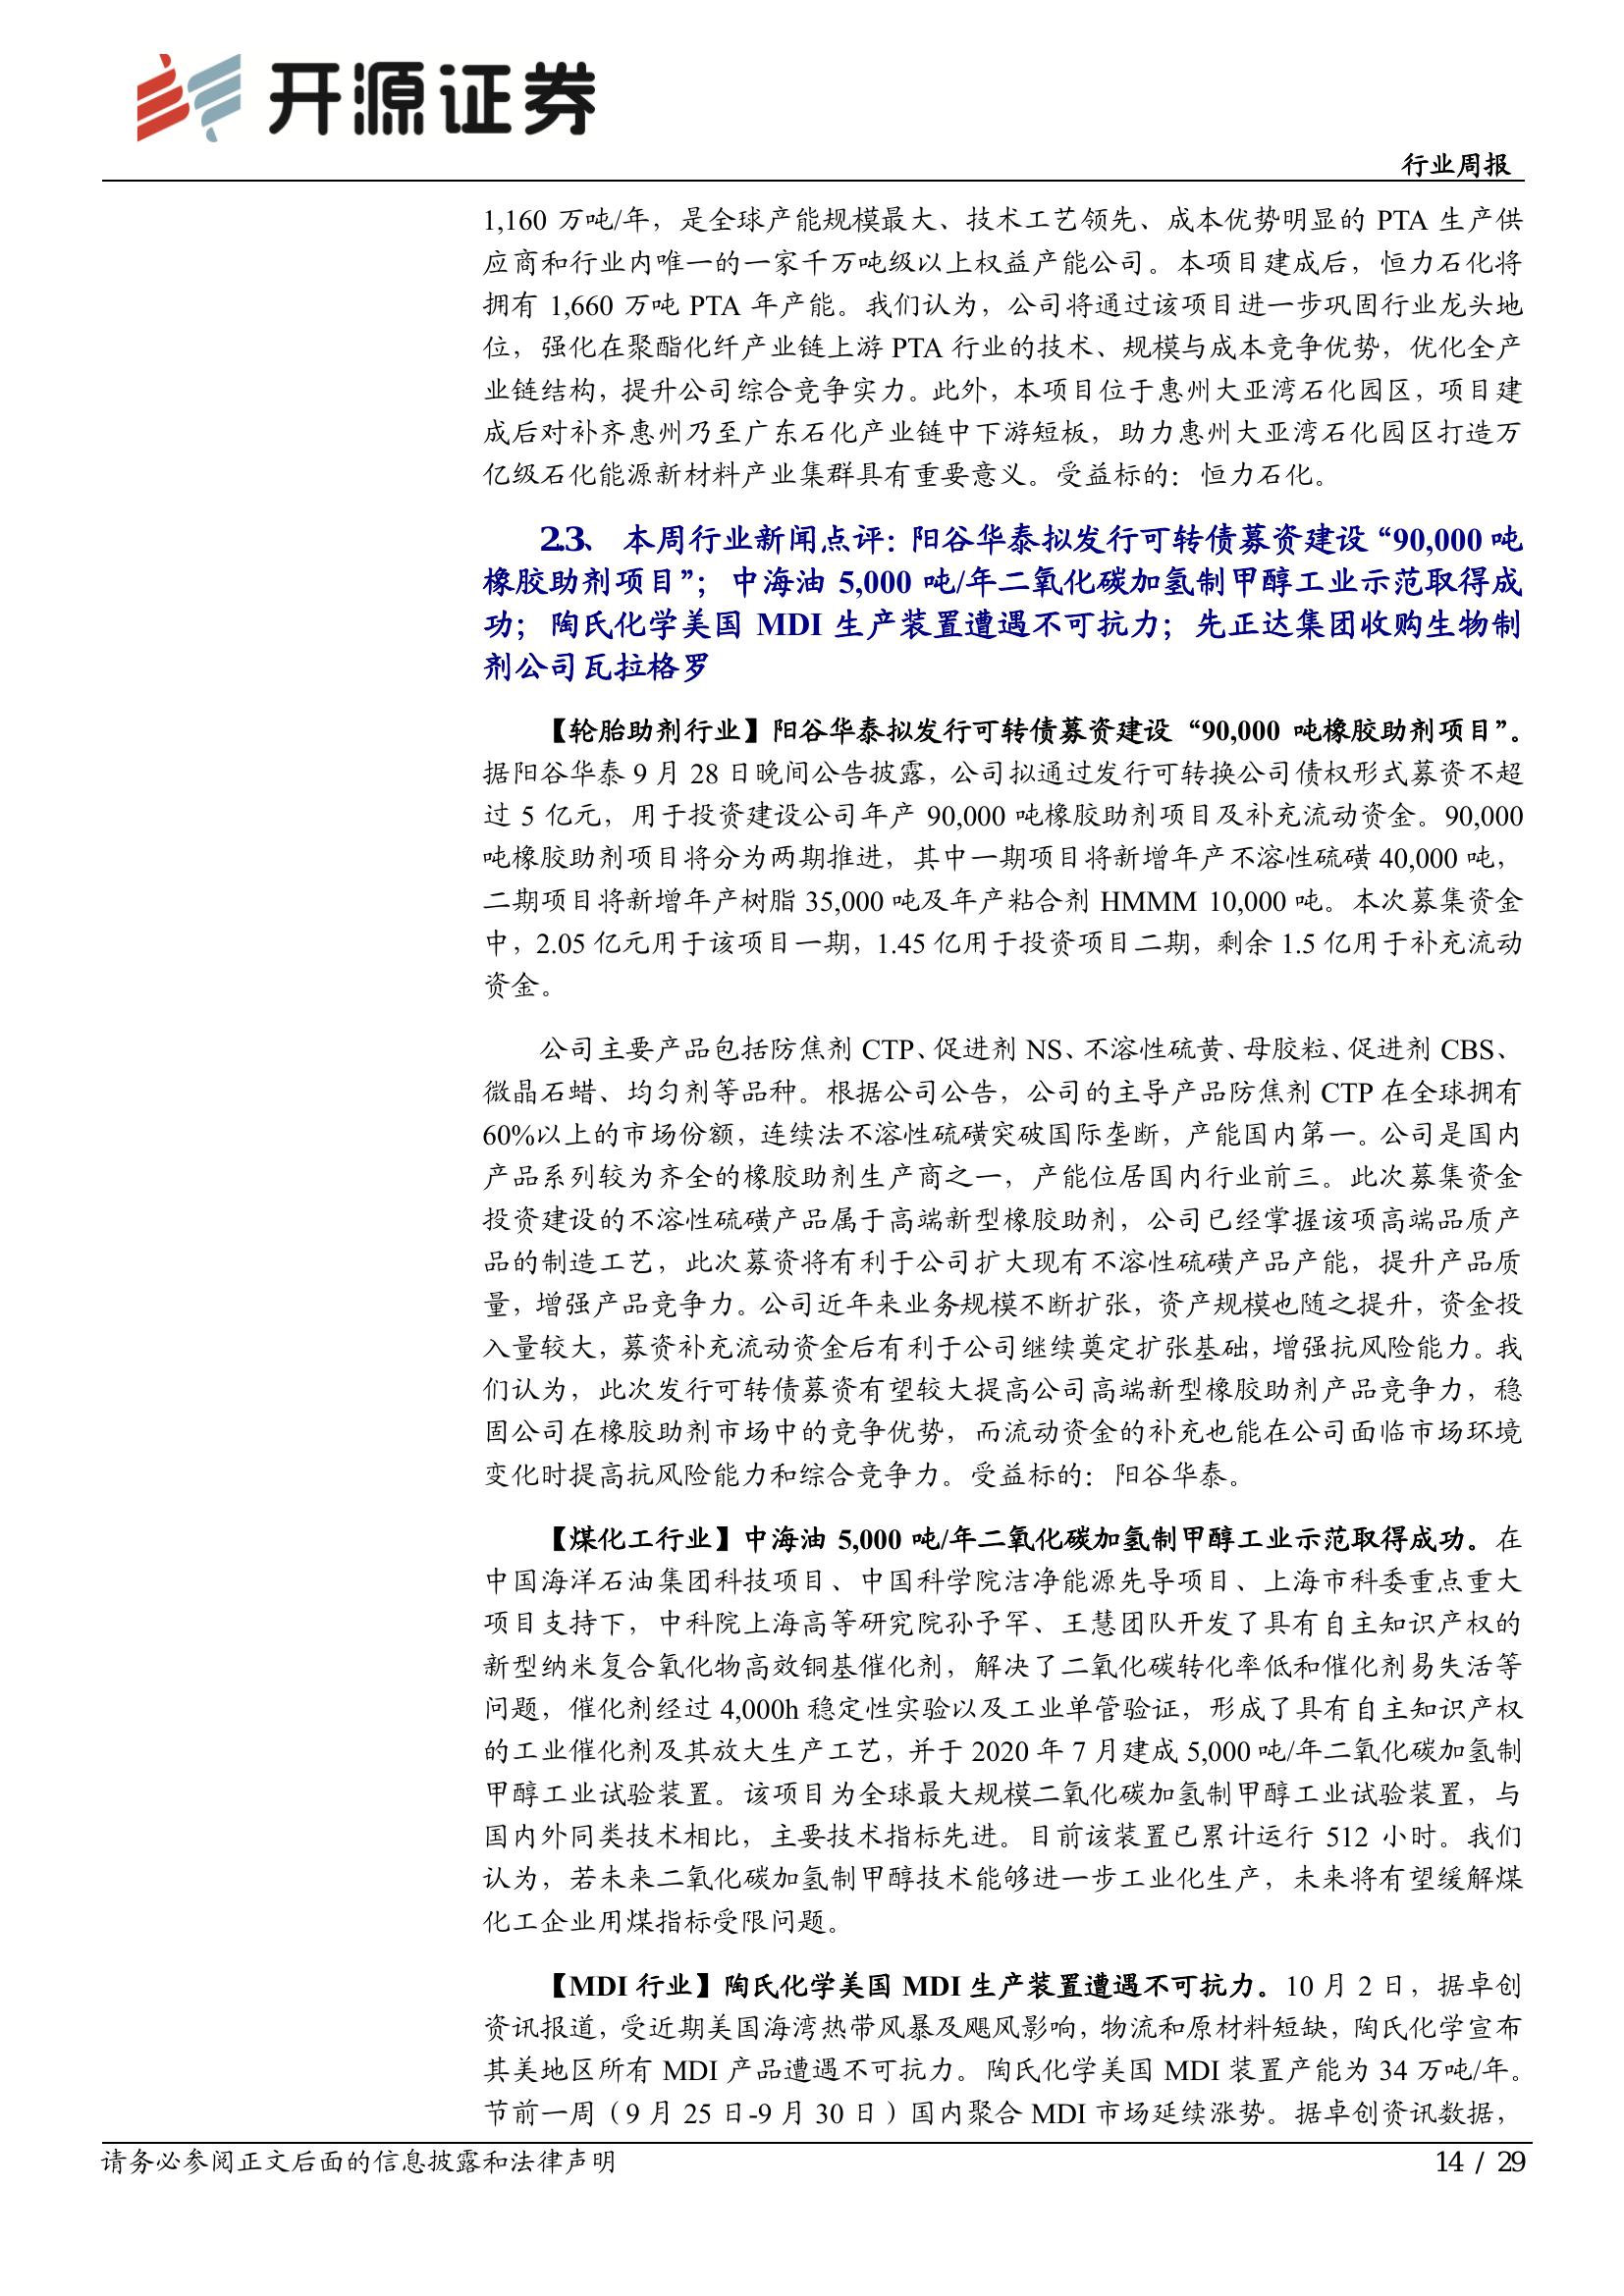 开源证券
行业周报
1,160 万吨/年，是全球产能规模最大、技术工艺领先、成本优势明显的 PTA 生产供
应商和行业内唯一的一家千万吨级以上权益产能公司。本项目建成后，恒力石化将
拥有 1,660 万吨 PTA 年产能。我们认为，公司将通过该项目进一步巩固行业龙头地
位，强化在聚酯化纤产业链上游 PTA 行业的技术、规模与成本竞争优势，优化全产
业链结构，提升公司综合竞争实力。此外，本项目位于惠州大亚湾石化园区，项目建
成后对补齐惠州乃至广东石化产业链中下游短板，助力惠州大亚湾石化园区打造万
亿级石化能源新材料产业集群具有重要意义。受益标的：恒力石化。
2.3、 本周行业新闻点评：阳谷华泰拟发行可转债募资建设“90,000 吨
橡胶助剂项目”；中海油 5,000 吨/年二氧化碳加氢制甲醇工业示范取得成
功；陶氏化学美国 MDI 生产装置遭遇不可抗力；先正达集团收购生物制
剂公司瓦拉格罗
【轮胎助剂行业】阳谷华泰拟发行可转债募资建设“90,000 吨橡胶助剂项目”。
据阳谷华泰 9 月 28 日晚间公告披露，公司拟通过发行可转换公司债权形式募资不超
过 5 亿元，用于投资建设公司年产 90,000 吨橡胶助剂项目及补充流动资金。90,000
吨橡胶助剂项目将分为两期推进，其中一期项目将新增年产不溶性硫磺 40,000 吨，
二期项目将新增年产树脂 35,000 吨及年产粘合剂 HMMM 10,000 吨。本次募集资金
中，2.05 亿元用于该项目一期，1.45 亿用于投资项目二期，剩余 1.5 亿用于补充流动
资金。
公司主要产品包括防焦剂 CTP、促进剂 NS、不溶性硫黄、母胶粒、促进剂 CBS、
微晶石蜡、均匀剂等品种。根据公司公告，公司的主导产品防焦剂 CTP 在全球拥有
60%以上的市场份额，连续法不溶性硫磺突破国际垄断，产能国内第一。公司是国内
产品系列较为齐全的橡胶助剂生产商之一，产能位居国内行业前三。此次募集资金
投资建设的不溶性硫磺产品属于高端新型橡胶助剂，公司已经掌握该项高端品质产
品的制造工艺，此次募资将有利于公司扩大现有不溶性硫磺产品产能，提升产品质
量，增强产品竞争力。公司近年来业务规模不断扩张，资产规模也随之提升，资金投
入量较大，募资补充流动资金后有利于公司继续奠定扩张基础，增强抗风险能力。我
们认为，此次发行可转债募资有望较大提高公司高端新型橡胶助剂产品竞争力，稳
固公司在橡胶助剂市场中的竞争优势，而流动资金的补充也能在公司面临市场环境
变化时提高抗风险能力和综合竞争力。受益标的：阳谷华泰。
【煤化工行业】中海油 5,000 吨/年二氧化碳加氢制甲醇工业示范取得成功。在
中国海洋石油集团科技项目、中国科学院洁净能源先导项目、上海市科委重点重大
项目支持下，中科院上海高等研究院孙予罕、王慧团队开发了具有自主知识产权的
新型纳米复合氧化物高效铜基催化剂，解决了二氧化碳转化率低和催化剂易失活等
问题，催化剂经过 4,000h 稳定性实验以及工业单管验证，形成了具有自主知识产权
的工业催化剂及其放大生产工艺，并于 2020 年 7 月建成 5,000 吨/年二氧化碳加氢制
甲醇工业试验装置。该项目为全球最大规模二氧化碳加氢制甲醇工业试验装置，与
国内外同类技术相比，主要技术指标先进。目前该装置已累计运行 512 小时。我们
认为，若未来二氧化碳加氢制甲醇技术能够进一步工业化生产，未来将有望缓解煤
化工企业用煤指标受限问题。
【MDI 行业】陶氏化学美国 MDI 生产装置遭遇不可抗力。10 月 2 日，据卓创
资讯报道，受近期美国海湾热带风暴及飓风影响，物流和原材料短缺，陶氏化学宣布
其美地区所有 MDI 产品遭遇不可抗力。陶氏化学美国 MDI 装置产能为 34 万吨/年。
节前一周（9 月 25 日-9 月 30 日）国内聚合 MDI 市场延续涨势。据卓创资讯数据，
请务必参阅正文后面的信息披露和法律声明
14 / 29